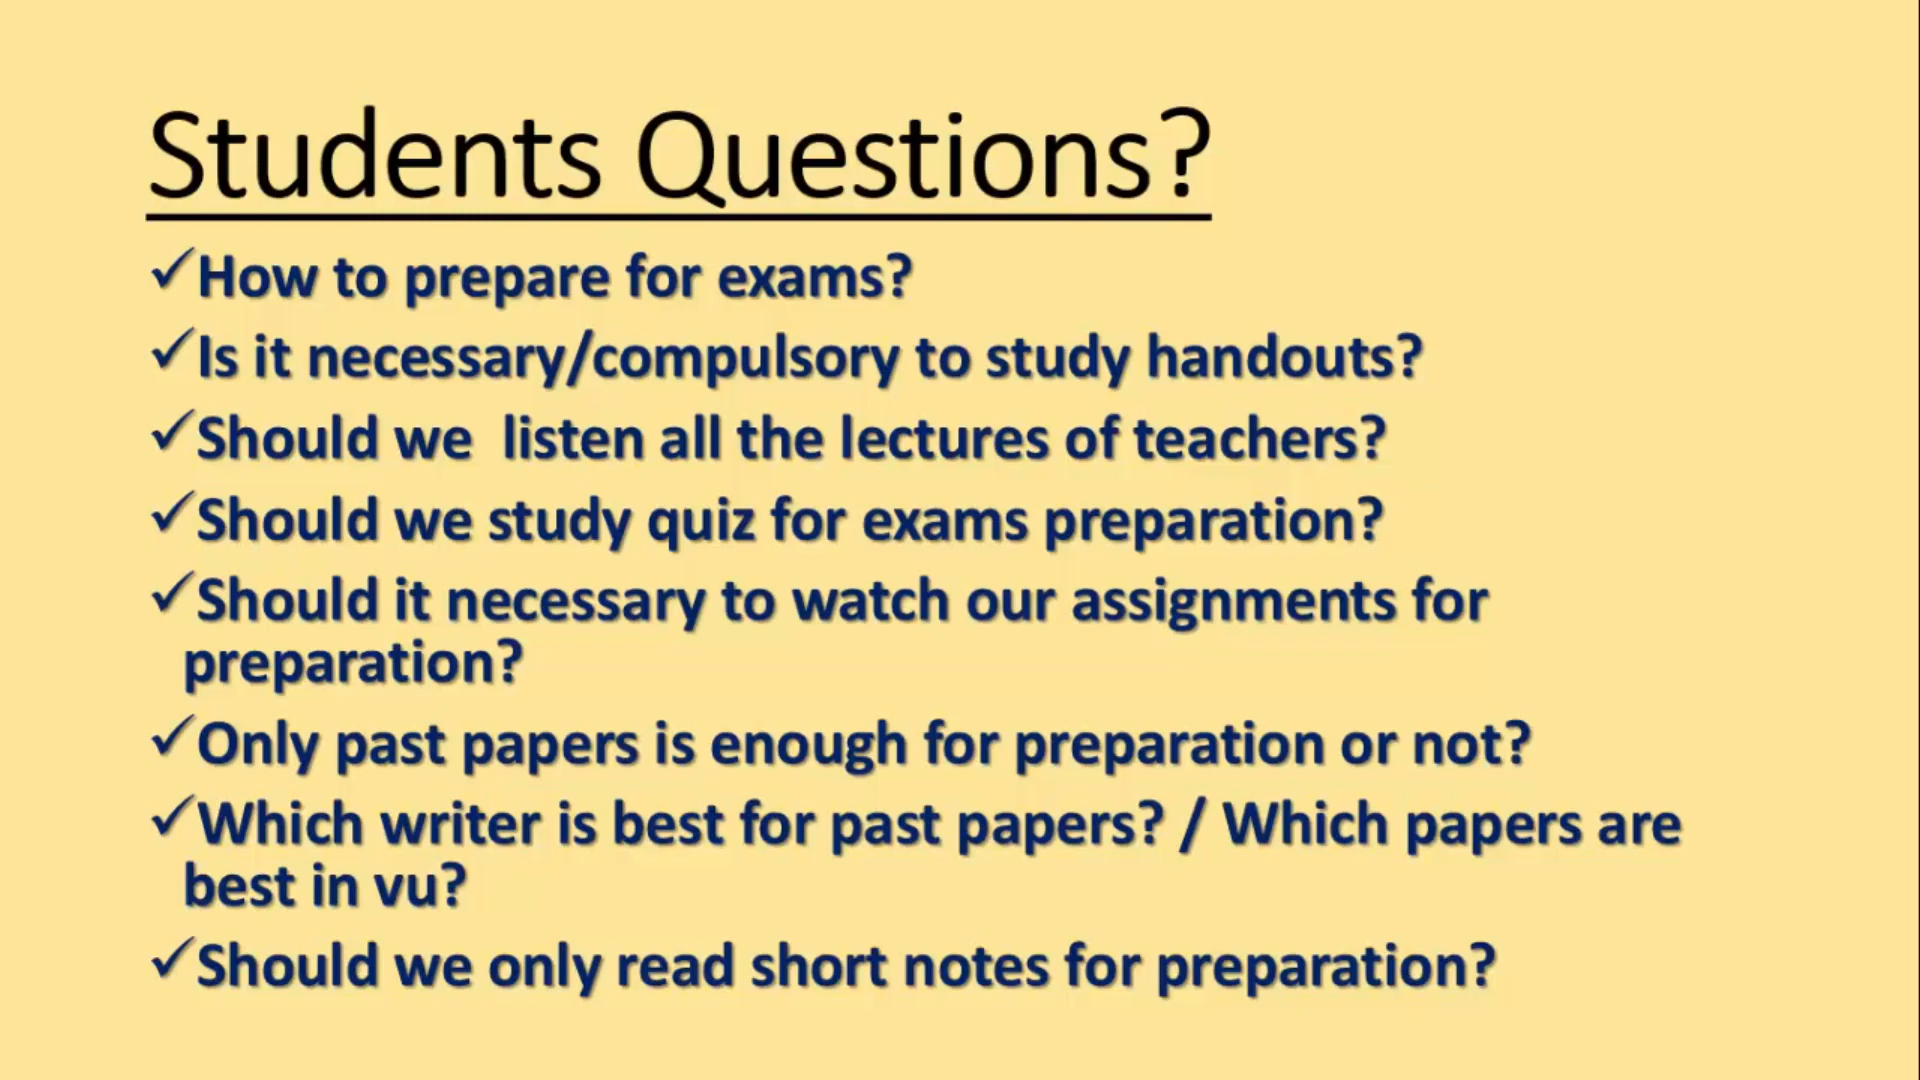 Students Questions?
✓How to prepare for exams?
✓Is it necessary/compulsory to study handouts?
✓Should we  listen all the lectures of teachers?
✓Should we study quiz for exams preparation?
✓Should it necessary to watch our assignments for
preparation?
✓Only past papers is enough for preparation or not?
✓Which writer is best for past papers? / Which papers are
best in vu?
✓Should we only read short notes for preparation?